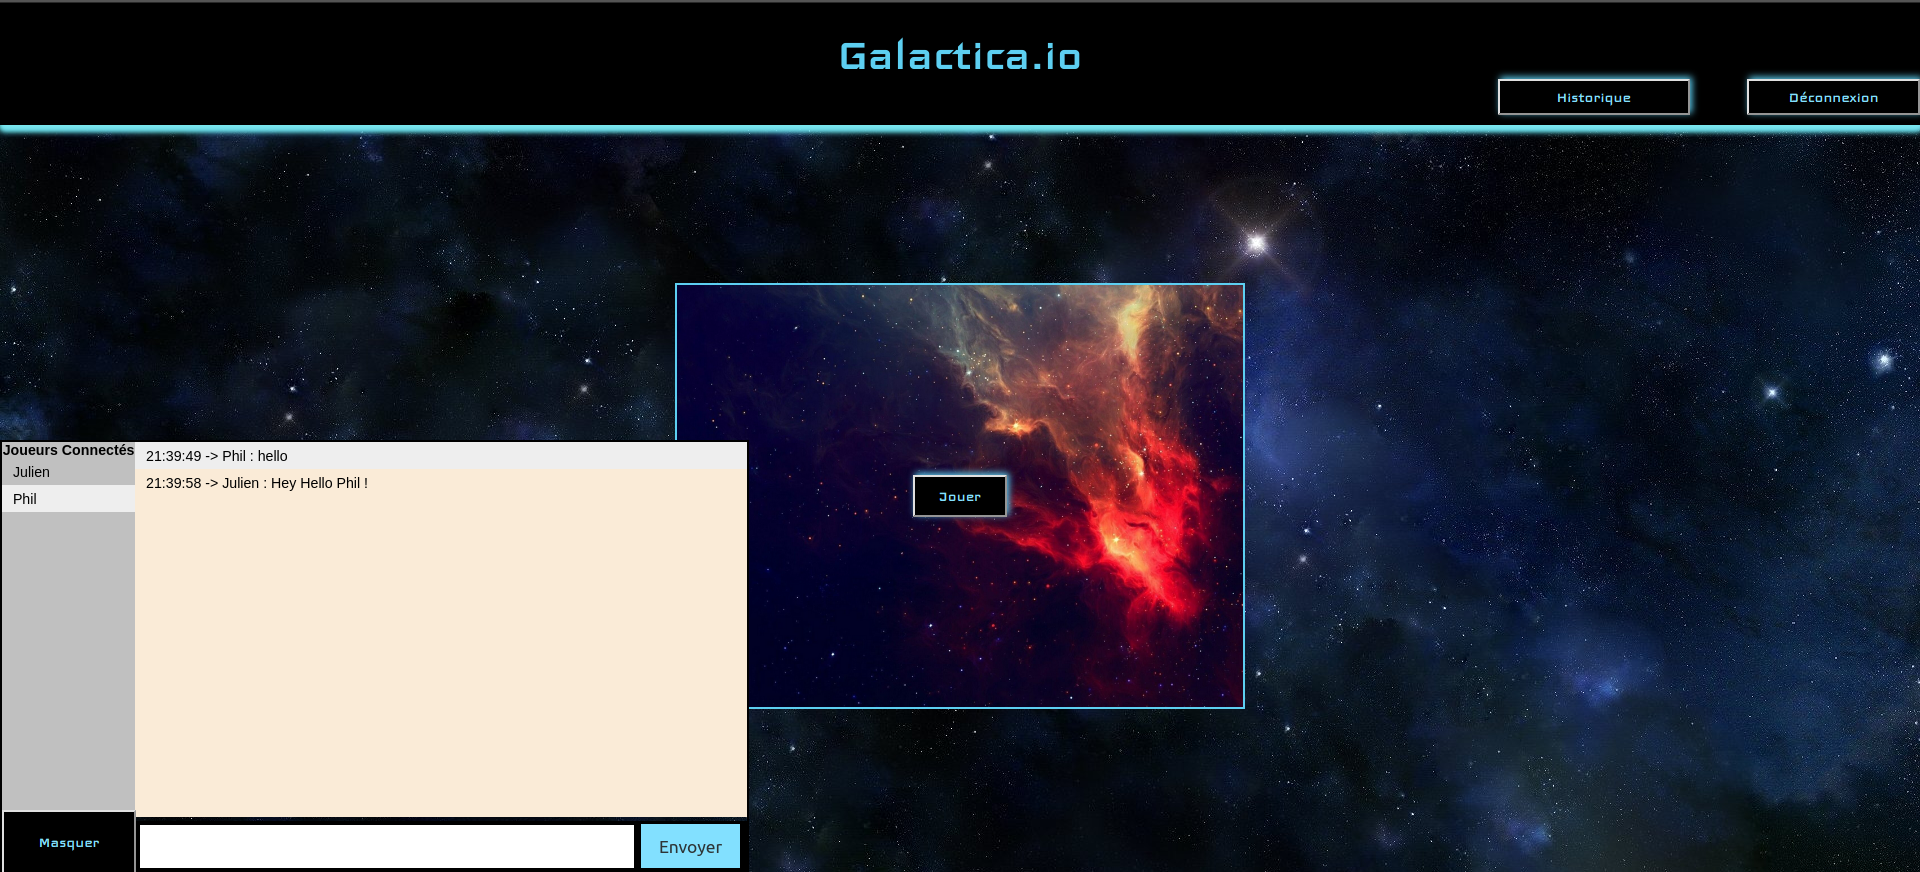 Galactica.io
Historique
Déconnexion
Joueurs Connectés
Julien
Phil
21:39:49 -> Phil : hello
21:39:58 -> Julien : Hey Hello Phil !
Jouer
Masquer
Envoyer